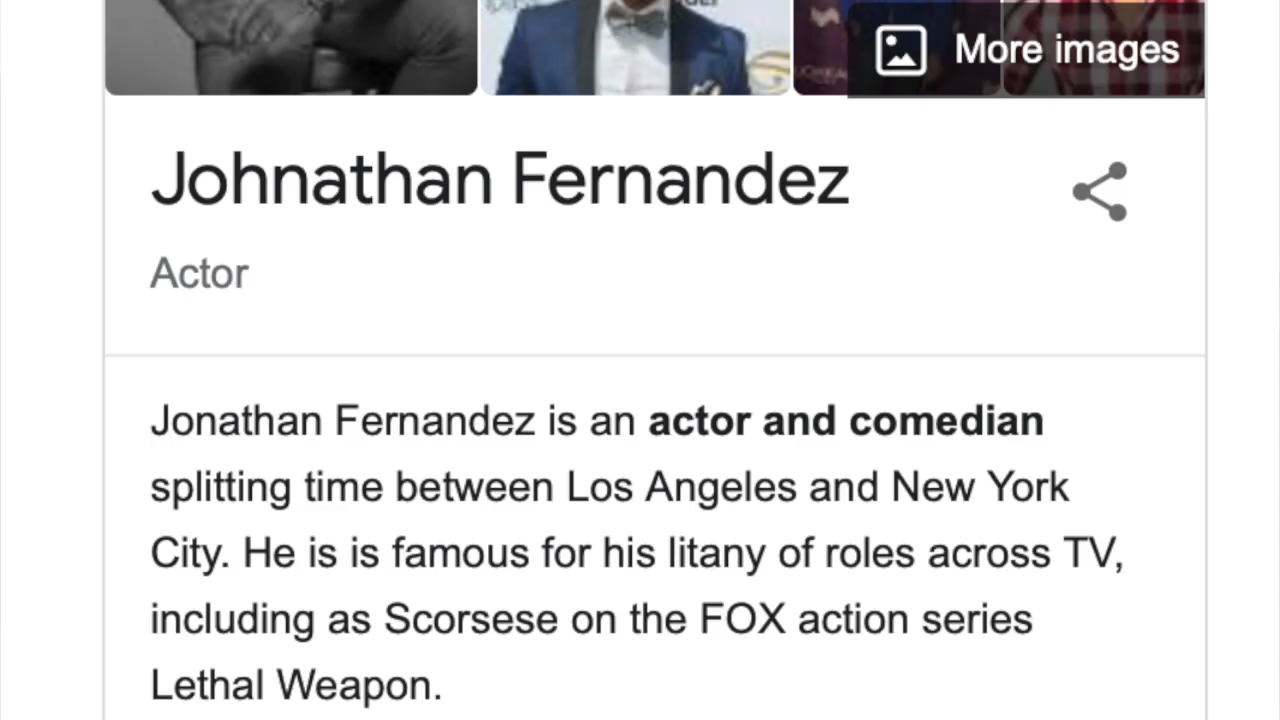 More images
Johnathan Fernandez
Actor
Jonathan Fernandez is an actor and comedian
splitting time between Los Angeles and New York
City. He is is famous for his litany of roles across TV,
including as Scorsese on the FOX action series
Lethal Weapon.